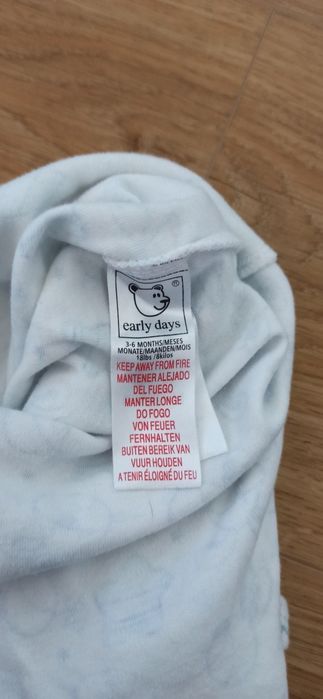 ®
early days
3-6 MONTHS/MESES
MONATE/MAANDEN/MOIS
18lbs /8kilos
KEEP AWAY FROM FIRE
MANTENER ALEJADO
DEL FUEGO
MANTER LONGE
DO FOGO
VON FEUER
FERNHALTEN
BUITEN BEREIK VAN
VUUR HOUDEN
A TENIR ÉLOIGNÉ DU FEU